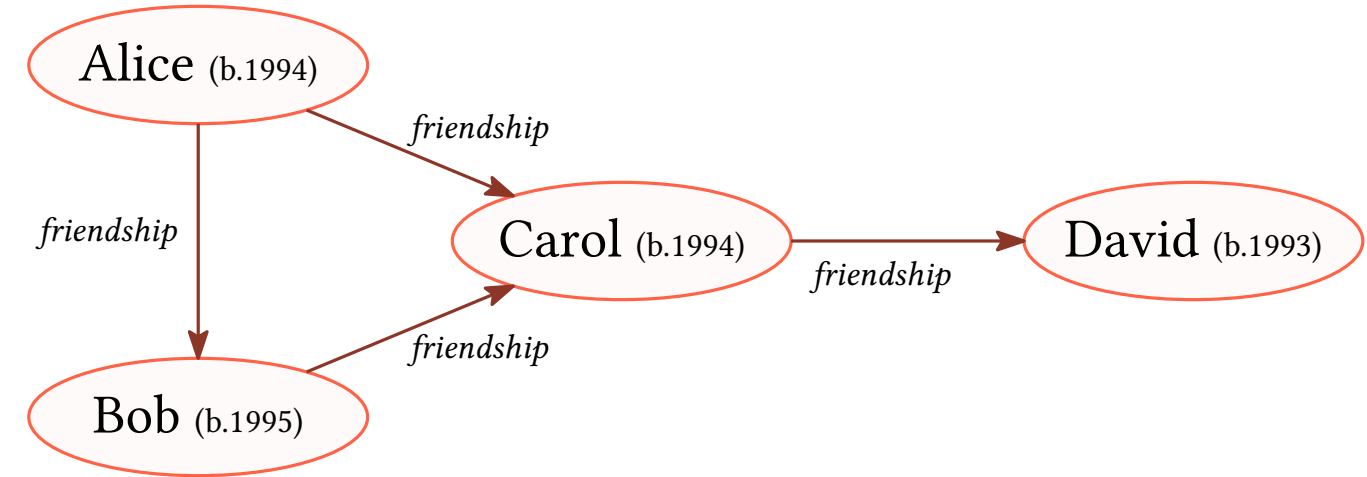 Alice (b.1994)
friendship
friendship
Carol (b.1994)
David (b.1993)
friendship
friendship
Bob (b.1995)